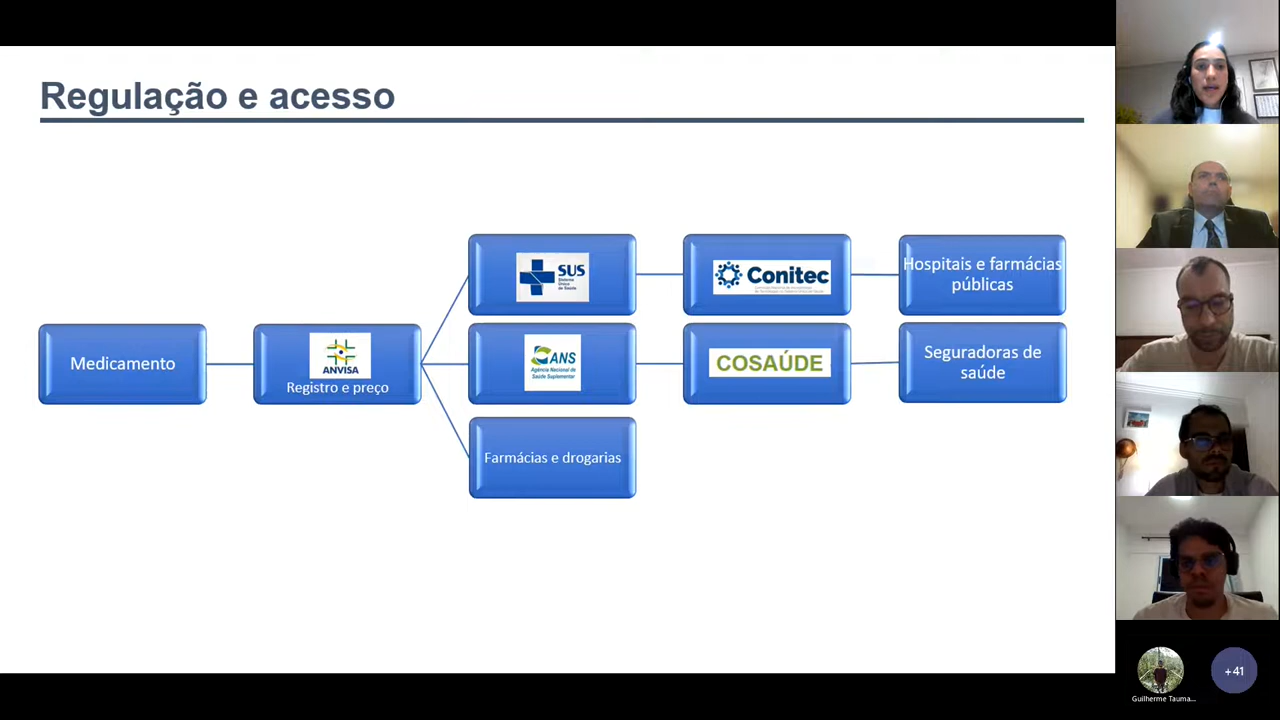 Regulação e acesso
Medicamento
ANVISA
Registro e preço
SUS
Sistema
Único
de Saúde
Conitec
Hospitais e farmácias
públicas
ANS
Agência Nacional de
Saúde Suplementar
COSAÚDE
Seguradoras de
saúde
Farmácias e drogarias
Guilherme Tauma...
+41